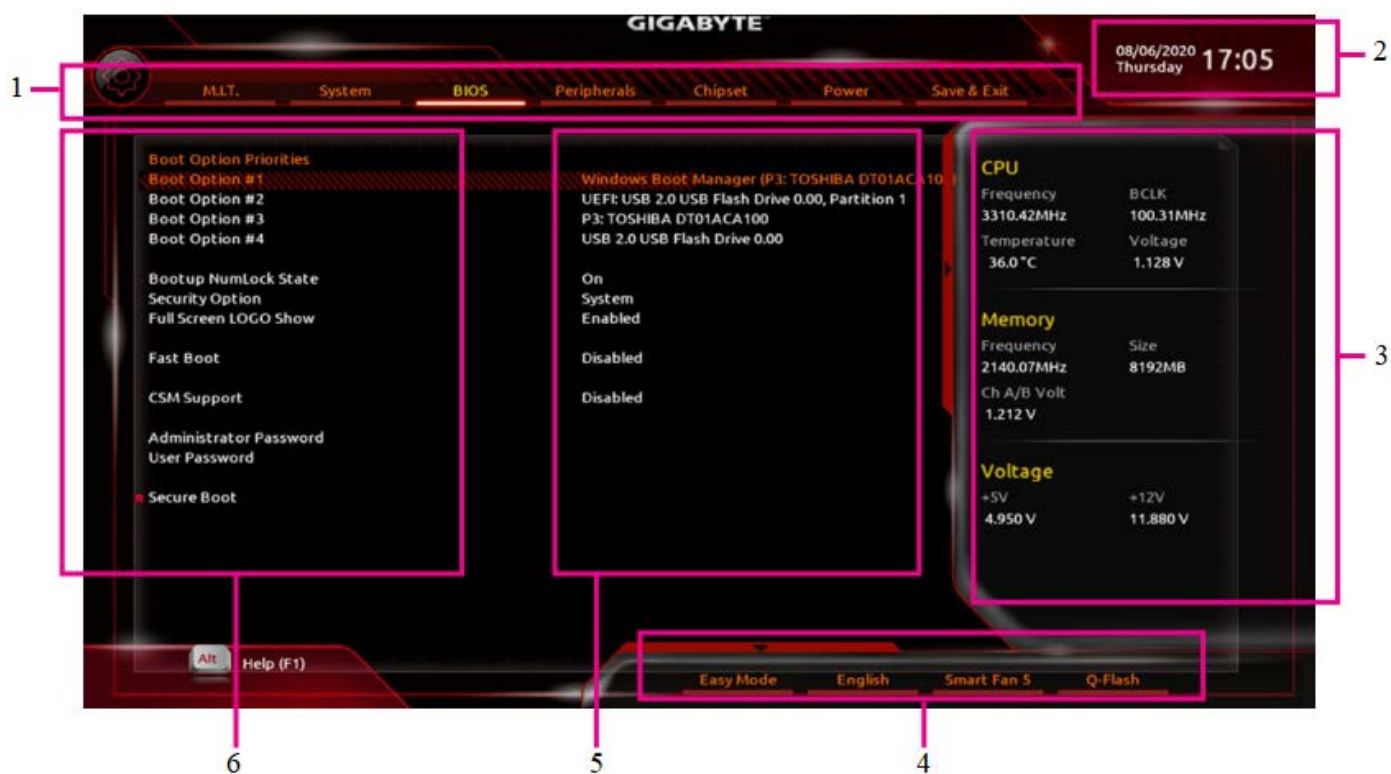 GIGABYTE
08/06/2020
Thursday 17:05
2
1
M.I.T. System BIOS Peripherals Chipset Power Save & Exit
Boot Option Priorities
Boot Option #1 Windows Boot Manager (P3: TOSHIBA DT01ACA100)
Boot Option #2 UEFI: USB 2.0 USB Flash Drive 0.00, Partition 1
Boot Option #3 P3: TOSHIBA DT01ACA100
Boot Option #4 USB 2.0 USB Flash Drive 0.00
Bootup NumLock State On
Security Option System
Full Screen LOGO Show Enabled
Fast Boot Disabled
CSM Support Disabled
Administrator Password
User Password
Secure Boot
CPU
Frequency BCLK
3310.42MHz 100.31MHz
Temperature Voltage
36.0 °C 1.128 V
Memory
Frequency Size
2140.07MHz 8192MB
Ch A/B Volt
1.212 V
3
Voltage
+5V +12V
4.950 V 11.880 V
Alt Help (F1)
Easy Mode English Smart Fan 5 Q-Flash
6 5 4